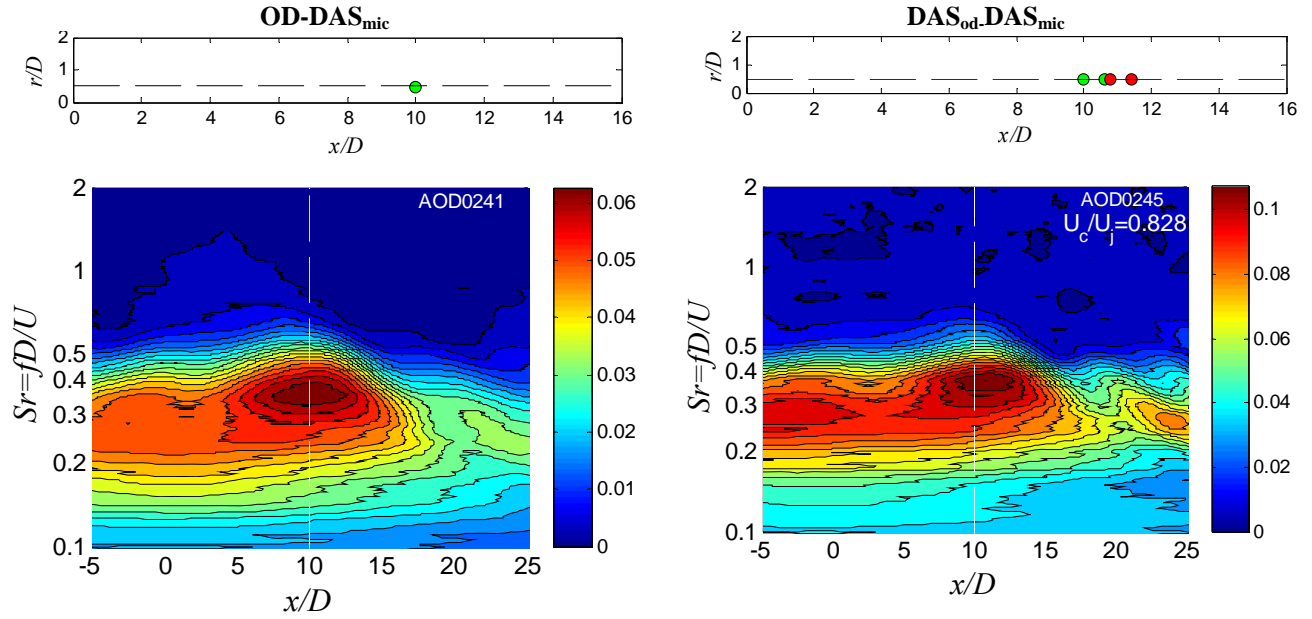 OD-DASmic
2
1
0
r/D
0 2 4 6 8 10 12 14 16
x/D
AOD0241
2
1
0.5
0.4
0.3
0.2
0.1
Sr=fD/U
-5 0 5 10 15 20 25
x/D
0.06
0.05
0.04
0.03
0.02
0.01
0
DASod-DASmic
2
1
0
r/D
0 2 4 6 8 10 12 14 16
x/D
AOD0245
U_c/U_j=0.828
2
1
0.5
0.4
0.3
0.2
0.1
Sr=fD/U
-5 0 5 10 15 20 25
x/D
0.1
0.08
0.06
0.04
0.02
0